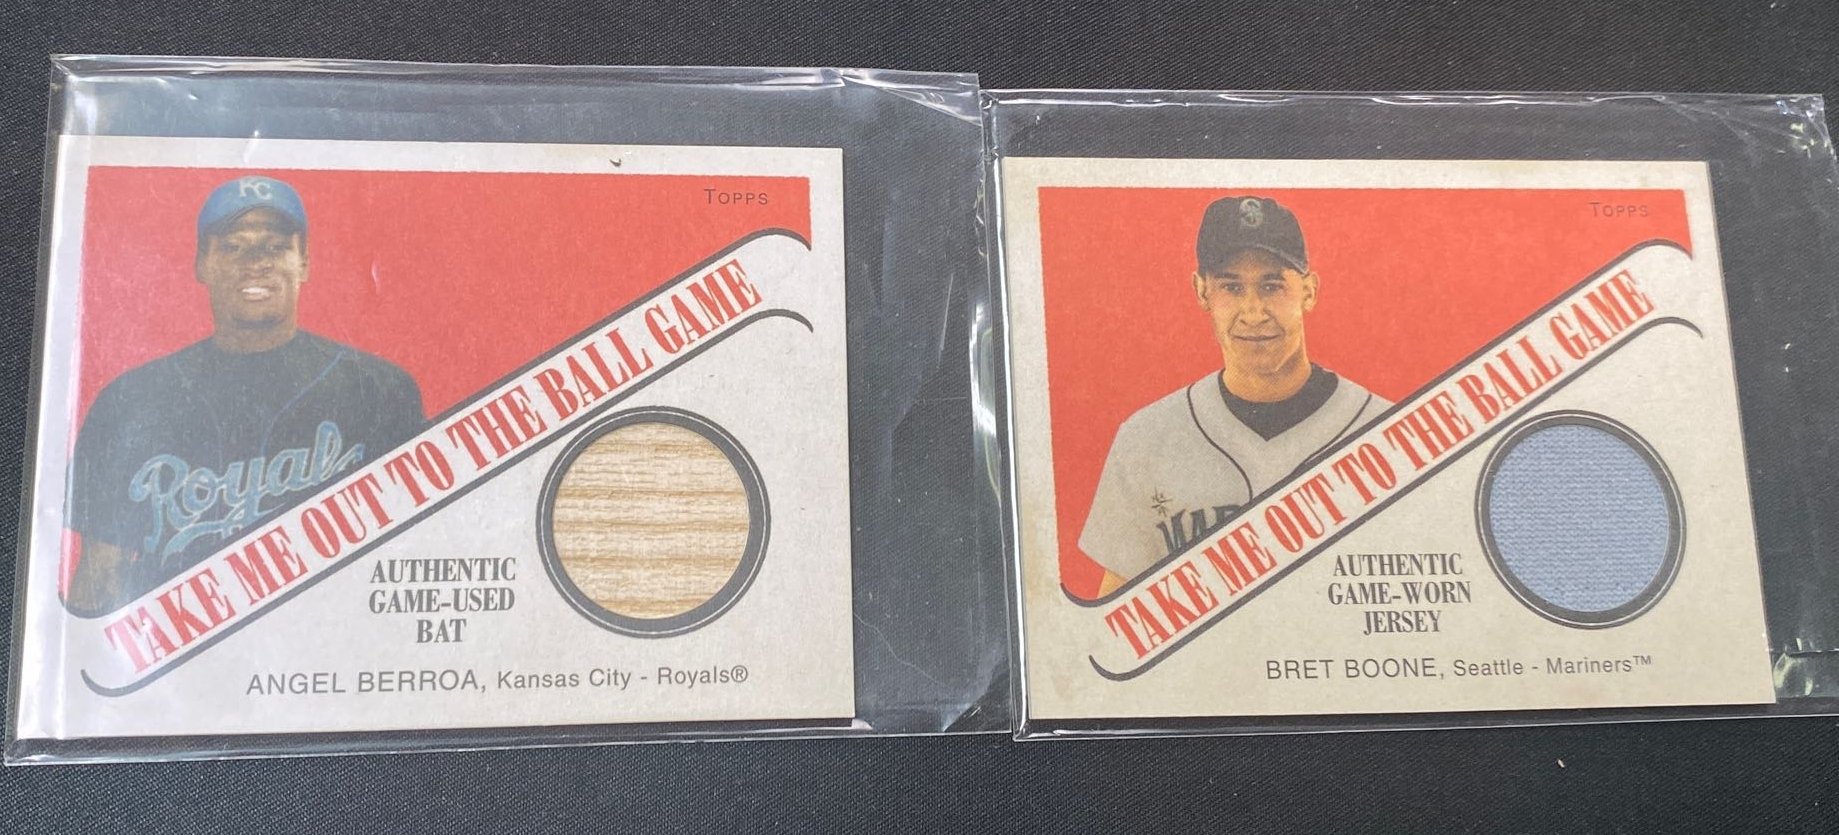 KC
TOPPS
Royals
TAKE ME OUT TO THE BALL GAME
AUTHENTIC
GAME-USED
BAT
ANGEL BERROA, Kansas City - Royals®
S
TOPPS
MAR
TAKE ME OUT TO THE BALL GAME
AUTHENTIC
GAME-WORN
JERSEY
BRET BOONE, Seattle - Mariners™